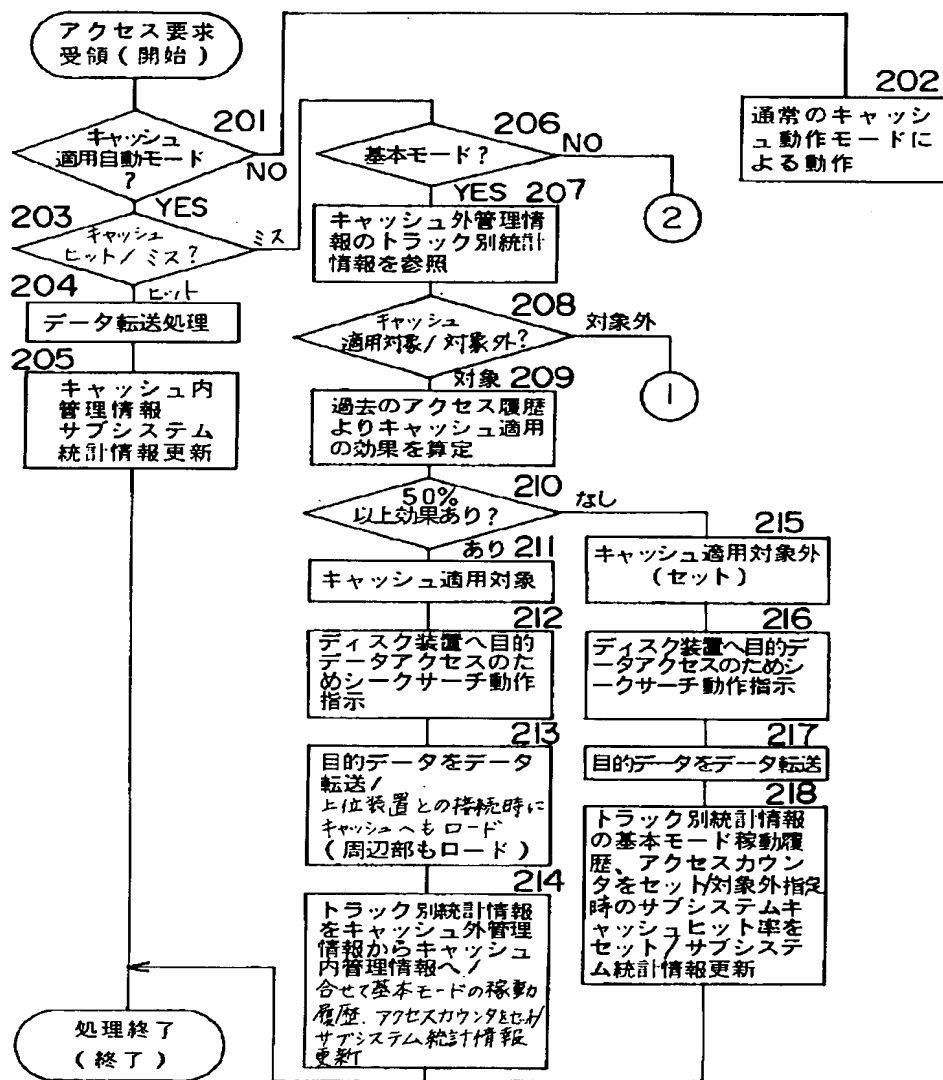 アクセス要求
受領（開始）
201
キャッシュ
適用自動モード
？
NO
YES
202
通常のキャッシ
ュ動作モードに
よる動作
203
キャッシュ
ヒット/ミス？
ミス
ヒット
204
データ転送処理
205
キャッシュ内
管理情報
サブシステム
統計情報更新
206
基本モード？
NO
2
YES
207
キャッシュ外管理情
報のトラック別統計
情報を参照
208
キャッシュ
適用対象/対象外？
対象外
1
対象
209
過去のアクセス履歴
よりキャッシュ適用
の効果を算定
210
50%
以上効果あり？
なし
あり
211
キャッシュ適用対象
212
ディスク装置へ目的
データアクセスのた
めシークサーチ動作
指示
213
目的データをデータ
転送/
上位装置との接続時に
キャッシュへもロード
（周辺部もロード）
214
トラック別統計情報
をキャッシュ外管理
情報からキャッシュ
内管理情報へ/
合せて基本モードの稼動
履歴、アクセスカウンタをセット/
サブシステム統計情報
更新
215
キャッシュ適用対象外
（セット）
216
ディスク装置へ目的デ
ータアクセスのためシ
ークサーチ動作指示
217
目的データをデータ転送
218
トラック別統計情報
の基本モード稼動履
歴、アクセスカウン
タをセット/対象外指定
時のサブシステムキ
ャッシュヒット率を
セット/サブシステ
ム統計情報更新
処理終了
（終了）